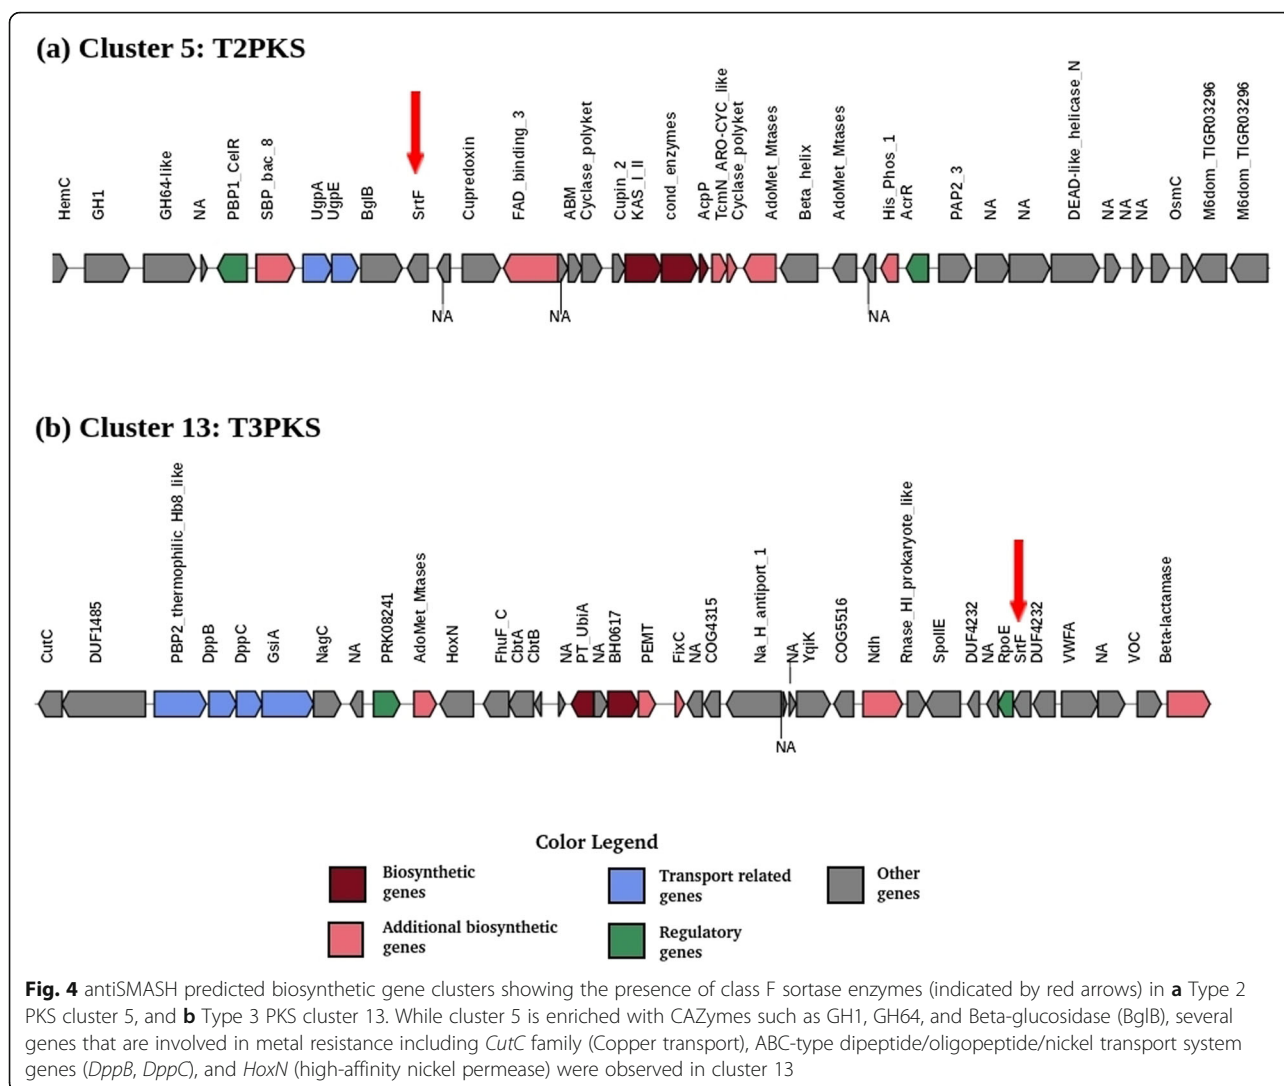 (a) Cluster 5: T2PKS
HemC
GH1
GH64-like
NA
PBP1_CelR
SBP_bac_8
UgpA
UgpE
BglB
SrtF
Cupredoxin
FAD_binding_3
ABM
Cyclase_polyket
Cupin_2
KAS_I_II
cond_enzymes
AcpP
TcmN_ARO-CYC_like
Cyclase_polyket
AdoMet_Mtases
Beta_helix
AdoMet_Mtases
His_Phos_1
AcrR
PAP2_3
NA
NA
DEAD-like_helicase_N
NA
NA
NA
OsmC
M6dom_TIGR03296
M6dom_TIGR03296
NA
NA
NA
(b) Cluster 13: T3PKS
CutC
DUF1485
PBP2_thermophilic_Hb8_like
DppB
DppC
GsiA
NagC
NA
PRK08241
AdoMet_Mtases
HoxN
FhuF_C
CbtA
CbtB
NA
PT_UbiA
NA
BH0617
PEMT
FixC
NA
COG4315
Na_H_antiport_1
NA
YqiK
COG5516
Ndh
Rnase_HI_prokaryote_like
SpoIIE
DUF4232
NA
RpoE
SrtF
DUF4232
VWFA
NA
VOC
Beta-lactamase
NA
Color Legend
Biosynthetic
genes
Transport related
genes
Other
genes
Additional biosynthetic
genes
Regulatory
genes
Fig. 4 antiSMASH predicted biosynthetic gene clusters showing the presence of class F sortase enzymes (indicated by red arrows) in a Type 2
PKS cluster 5, and b Type 3 PKS cluster 13. While cluster 5 is enriched with CAZymes such as GH1, GH64, and Beta-glucosidase (BglB), several
genes that are involved in metal resistance including CutC family (Copper transport), ABC-type dipeptide/oligopeptide/nickel transport system
genes (DppB, DppC), and HoxN (high-affinity nickel permease) were observed in cluster 13